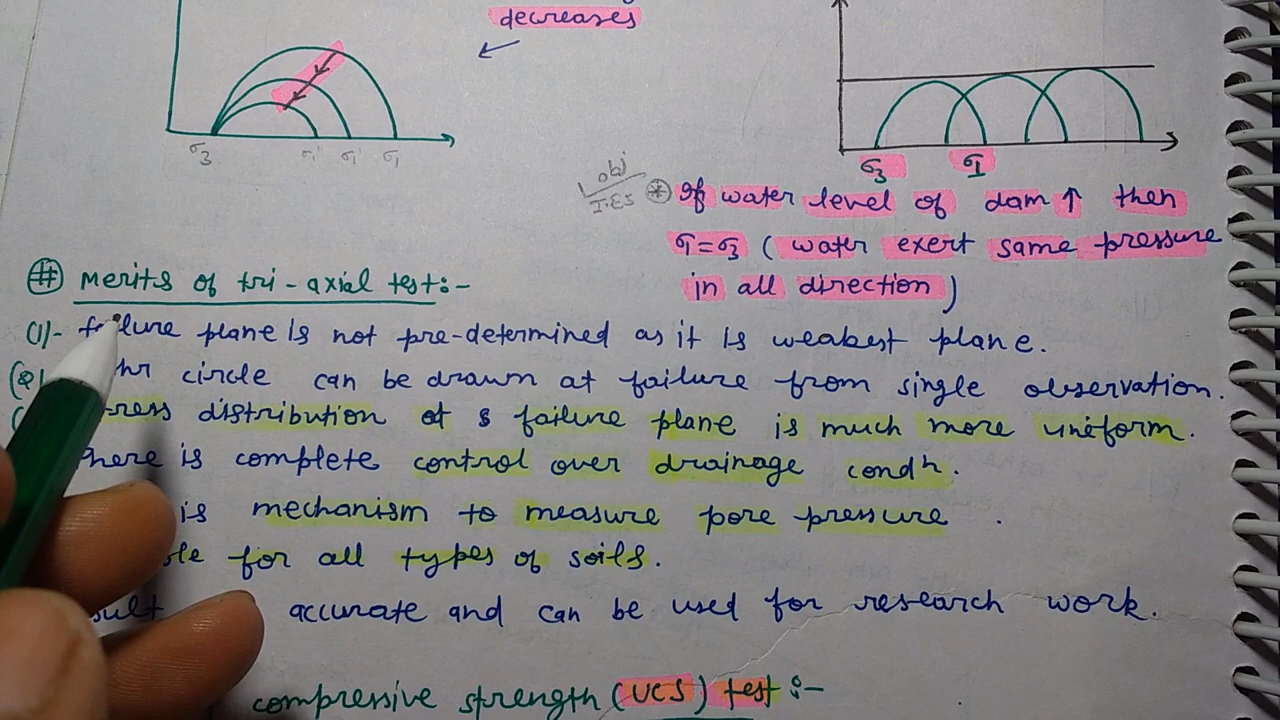 decreases
σ3 σ1" σ1' σ1
σ3 σ1
obj
I.ES
* If water level of dam ↑ then
σ1=σ3 ( water exert same pressure
in all direction)
# merits of tri-axial test:-
(1)- failure plane is not pre-determined as it is weakest plane.
(2) circle can be drawn at failure from single observation.
distribution at s failure plane is much more uniform.
There is complete control over drainage condn.
is mechanism to measure pore pressure .
for all types of soils.
accurate and can be used for research work.
compressive strength (UCS) test :-